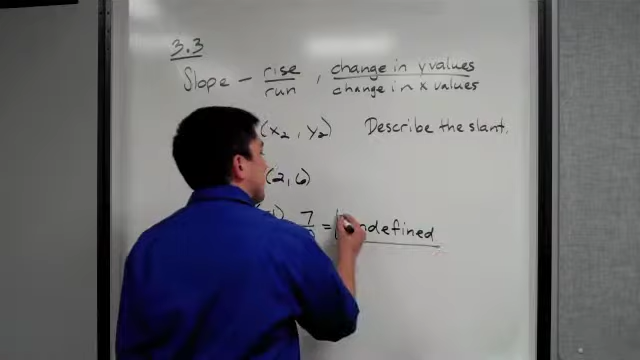 3.3
Slope - rise/run , change in y values/change in x values
(x₂, y₂) Describe the slant.
(2, 6)
7 = undefined